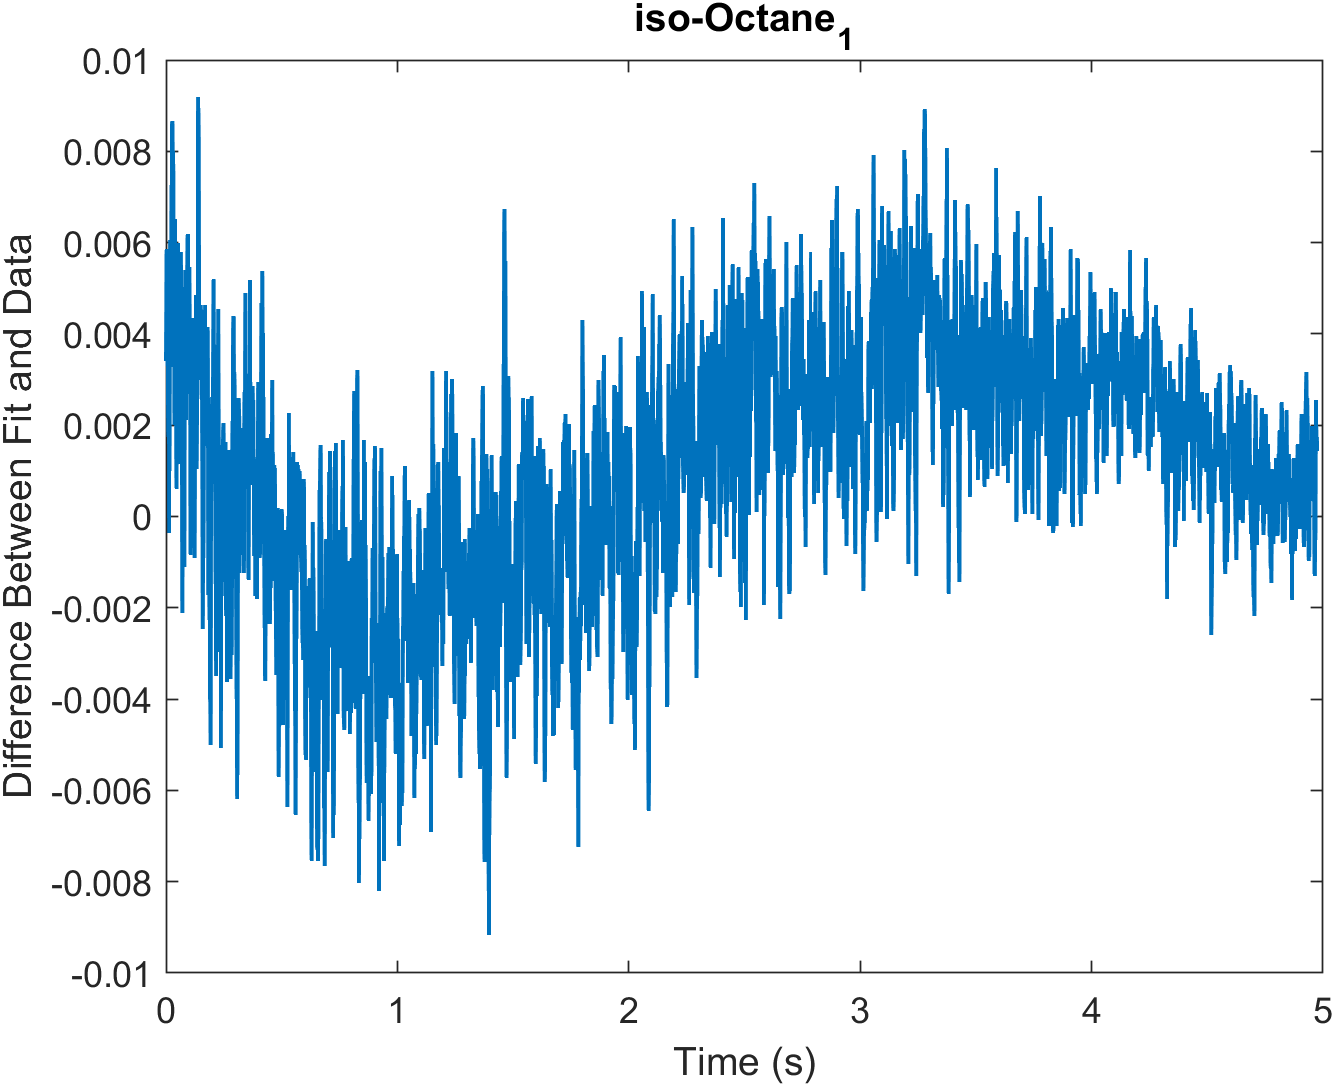 iso-Octane1
0.01
0.008
0.006
0.004
0.002
0
-0.002
-0.004
-0.006
-0.008
-0.01
Difference Between Fit and Data
0 1 2 3 4 5
Time (s)